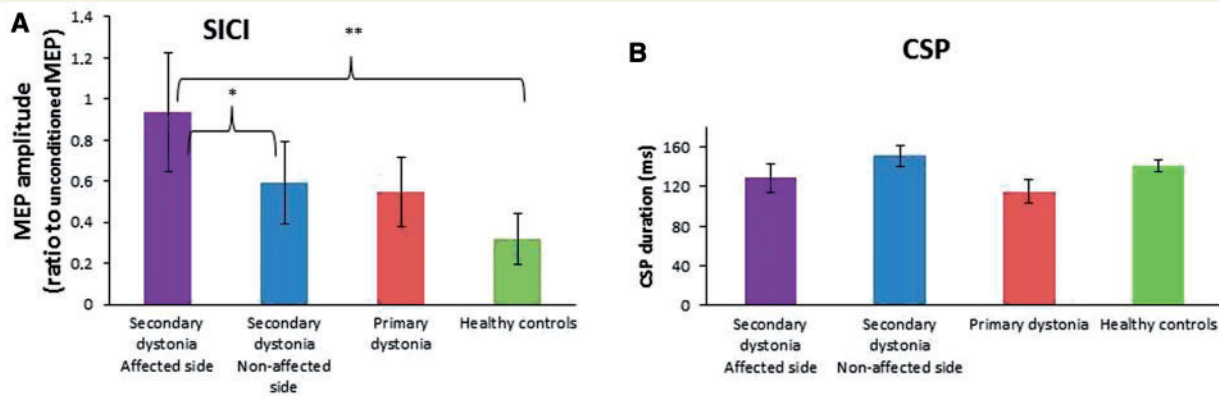 A
SICI
MEP amplitude
(ratio to unconditioned MEP)
1.4
1.2
1
0.8
0.6
0.4
0.2
0
**
*
Secondary
dystonia
Affected side
Secondary
dystonia
Non-affected
side
Primary
dystonia
Healthy controls
B
CSP
CSP duration (ms)
160
120
80
40
0
Secondary
dystonia
Affected side
Secondary
dystonia
Non-affected side
Primary dystonia
Healthy controls